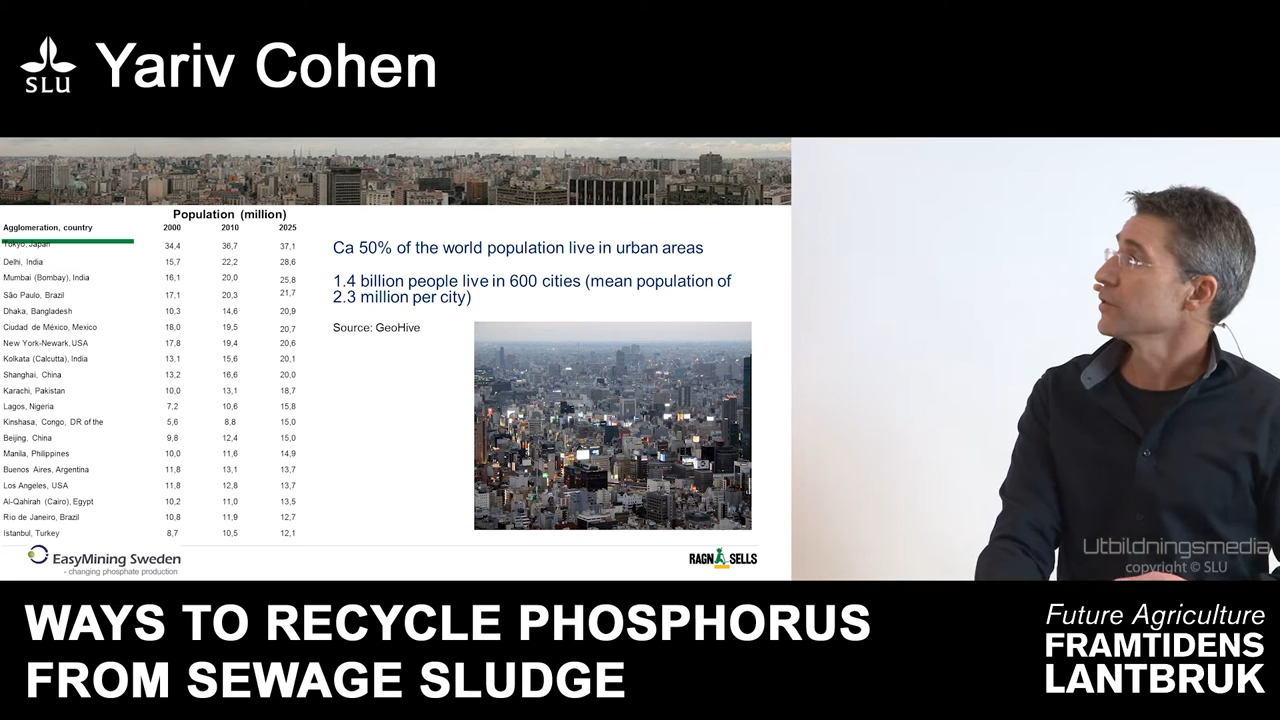 SLU
Yariv Cohen
Population (million)
Agglomeration, country 2000 2010 2025
Tokyo, Japan 34,4 36,7 37,1
Delhi, India 15,7 22,2 28,6
Mumbai (Bombay), India 16,1 20,0 25,8
São Paulo, Brazil 17,1 20,3 21,7
Dhaka, Bangladesh 10,3 14,6 20,9
Ciudad de México, Mexico 18,0 19,5 20,7
New York-Newark, USA 17,8 19,4 20,6
Kolkata (Calcutta), India 13,1 15,6 20,1
Shanghai, China 13,2 16,6 20,0
Karachi, Pakistan 10,0 13,1 18,7
Lagos, Nigeria 7,2 10,6 15,8
Kinshasa, Congo, DR of the 5,6 8,8 15,0
Beijing, China 9,8 12,4 15,0
Manila, Philippines 10,0 11,6 14,9
Buenos Aires, Argentina 11,8 13,1 13,7
Los Angeles, USA 11,8 12,8 13,7
Al-Qahirah (Cairo), Egypt 10,2 11,0 13,5
Rio de Janeiro, Brazil 10,8 11,9 12,7
Istanbul, Turkey 8,7 10,5 12,1
Ca 50% of the world population live in urban areas
1.4 billion people live in 600 cities (mean population of
2.3 million per city)
Source: GeoHive
EasyMining Sweden
- changing phosphate production
RAGN SELLS
Utbildningsmedia
copyright © SLU
WAYS TO RECYCLE PHOSPHORUS
FROM SEWAGE SLUDGE
Future Agriculture
FRAMTIDENS
LANTBRUK